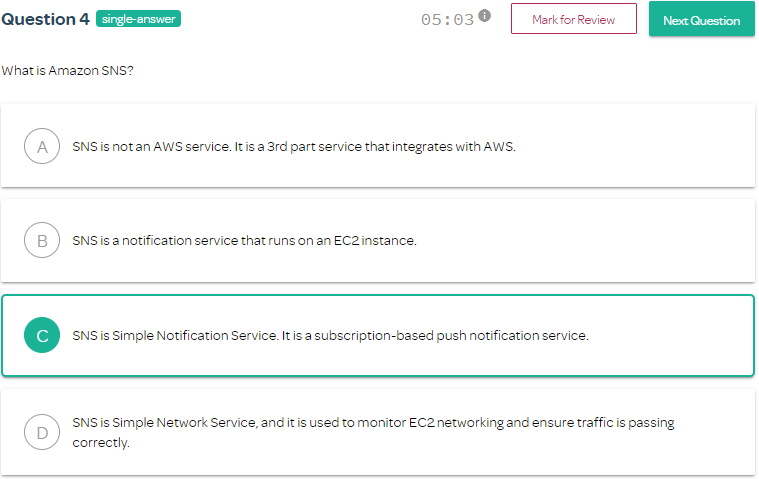 Question 4 single-answer 05:03 i Mark for Review Next Question
What is Amazon SNS?
A SNS is not an AWS service. It is a 3rd part service that integrates with AWS.
B SNS is a notification service that runs on an EC2 instance.
C SNS is Simple Notification Service. It is a subscription-based push notification service.
D SNS is Simple Network Service, and it is used to monitor EC2 networking and ensure traffic is passing
correctly.